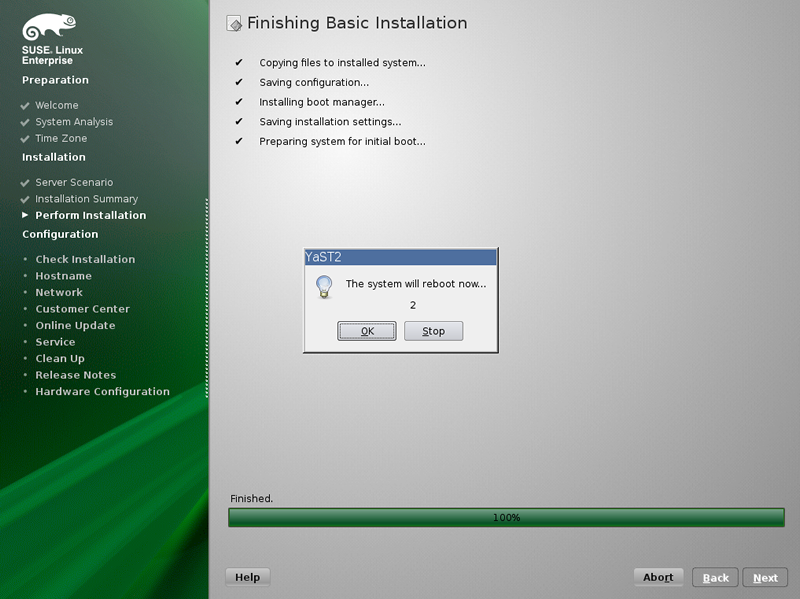 SUSE® Linux
Enterprise
Preparation
Welcome
System Analysis
Time Zone
Installation
Server Scenario
Installation Summary
Perform Installation
Configuration
Check Installation
Hostname
Network
Customer Center
Online Update
Service
Clean Up
Release Notes
Hardware Configuration
Finishing Basic Installation
Copying files to installed system...
Saving configuration...
Installing boot manager...
Saving installation settings...
Preparing system for initial boot...
YaST2
The system will reboot now...
2
OK Stop
Finished.
100%
Help Abort Back Next